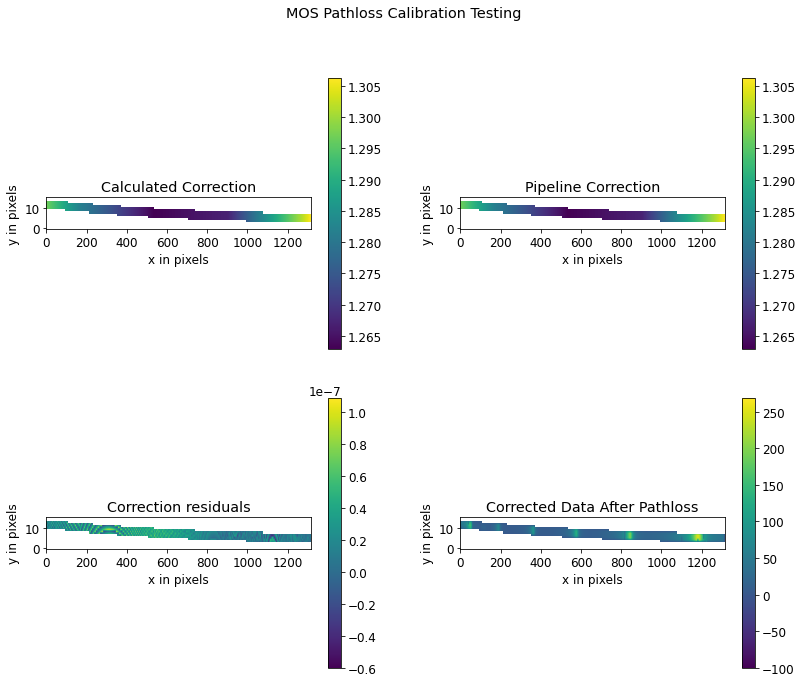 MOS Pathloss Calibration Testing
Calculated Correction
10
0
0 200 400 600 800 1000 1200
x in pixels
y in pixels
1.305
1.300
1.295
1.290
1.285
1.280
1.275
1.270
1.265
Pipeline Correction
10
0
0 200 400 600 800 1000 1200
x in pixels
y in pixels
1.305
1.300
1.295
1.290
1.285
1.280
1.275
1.270
1.265
Correction residuals
10
0
0 200 400 600 800 1000 1200
x in pixels
y in pixels
1e−7
1.0
0.8
0.6
0.4
0.2
0.0
−0.2
−0.4
−0.6
Corrected Data After Pathloss
10
0
0 200 400 600 800 1000 1200
x in pixels
y in pixels
250
200
150
100
50
0
−50
−100